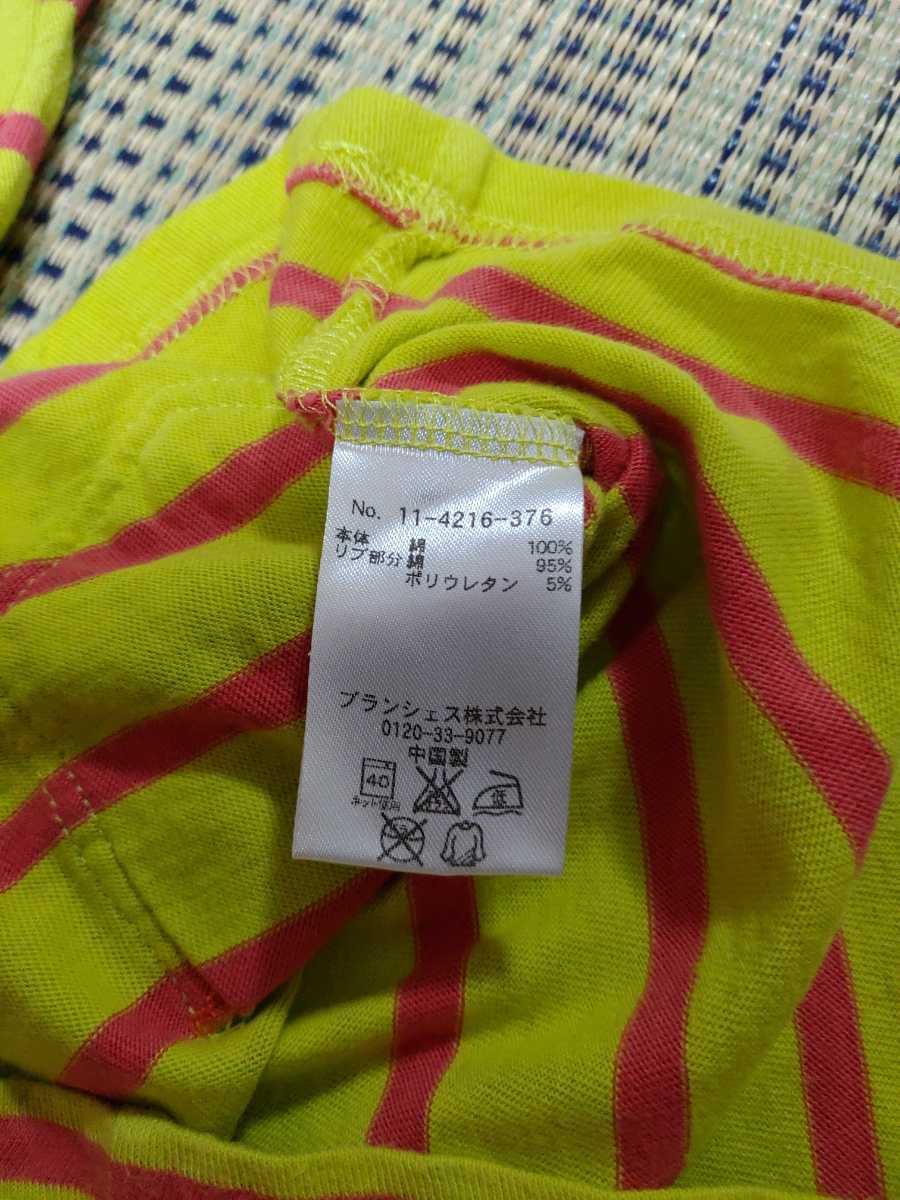 No. 11-4216-376
本体 綿 100%
リブ部分 綿 95%
ポリウレタン 5%
ブランシェス株式会社
0120-33-9077
中国製
40
低
ネット使用